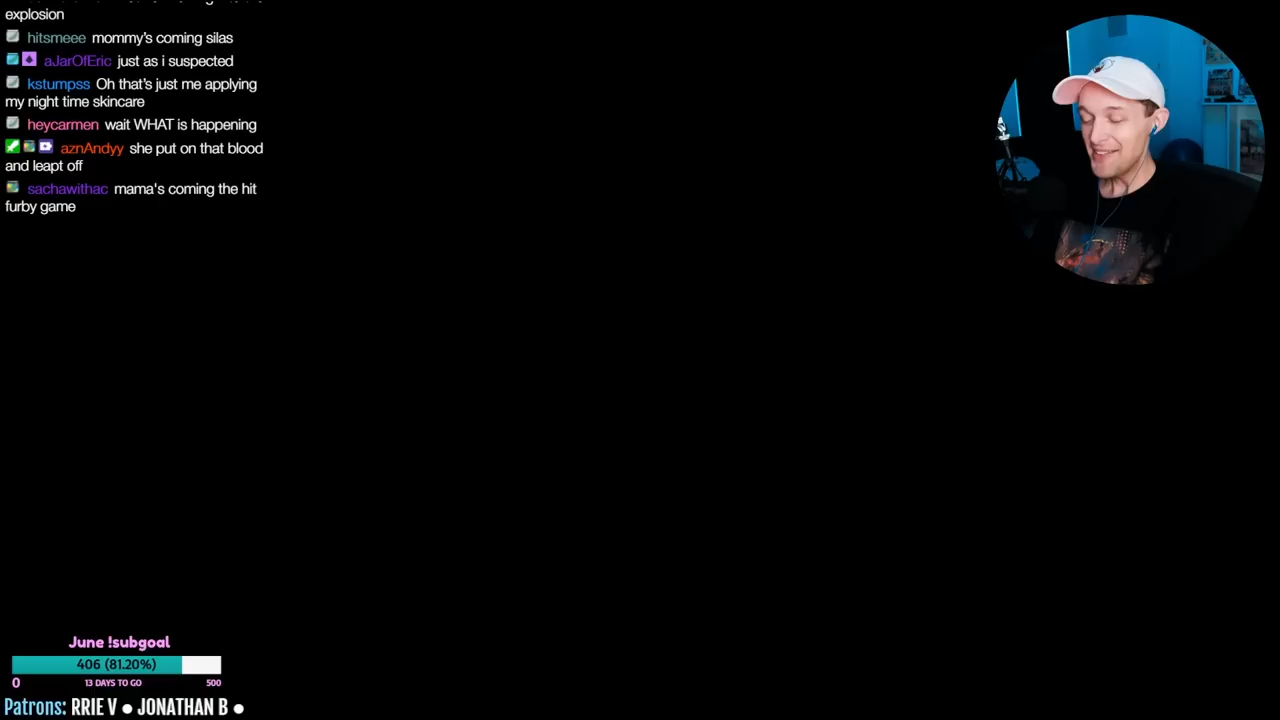 explosion
hitsmeee mommy's coming silas
aJarOfEric just as i suspected
kstumpss Oh that's just me applying
my night time skincare
heycarmen wait WHAT is happening
aznAndyy she put on that blood
and leapt off
sachawithac mama's coming the hit
furby game
June !subgoal
406 (81.20%)
0 13 DAYS TO GO 500
Patrons: RRIE V ● JONATHAN B ●